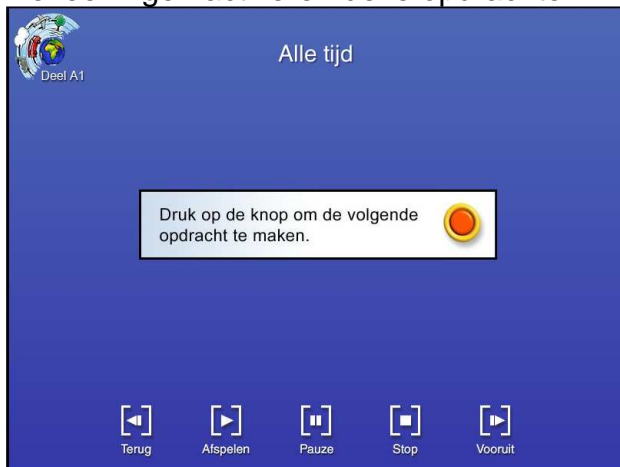 Deel A1
Alle tijd
Druk op de knop om de volgende
opdracht te maken.
Terug
Afspelen
Pauze
Stop
Vooruit